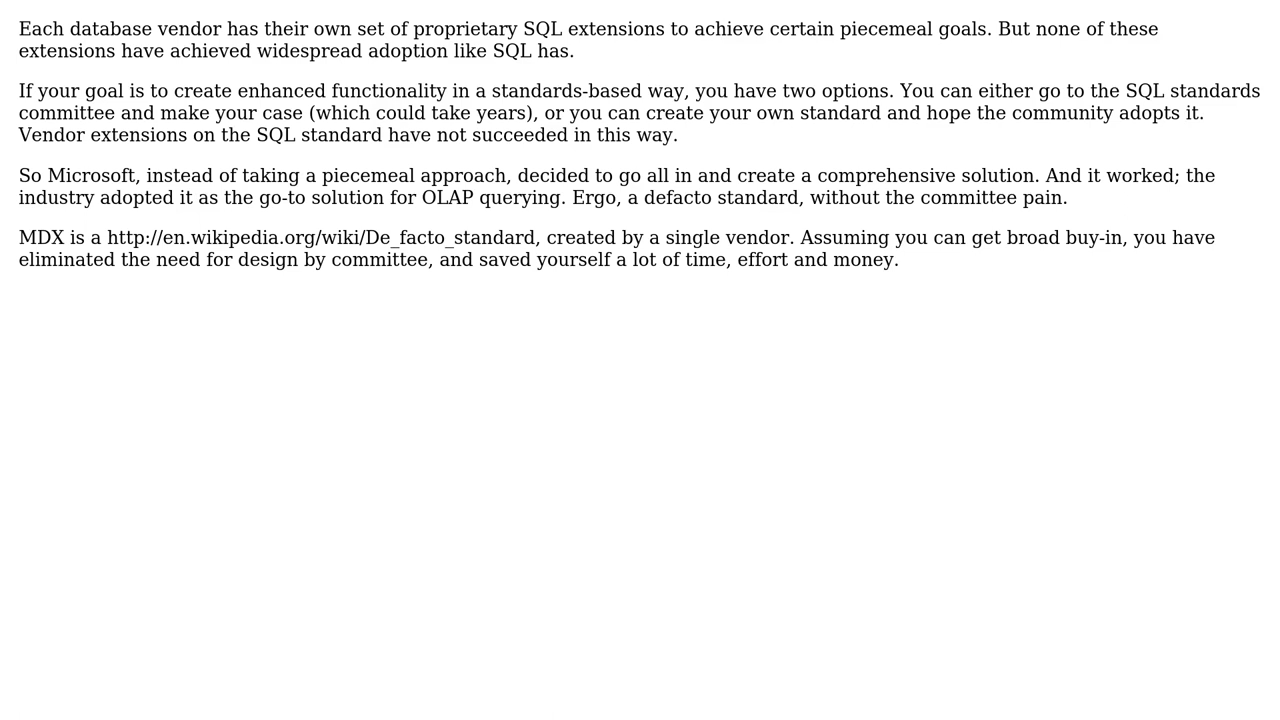 Each database vendor has their own set of proprietary SQL extensions to achieve certain piecemeal goals. But none of these
extensions have achieved widespread adoption like SQL has.
If your goal is to create enhanced functionality in a standards-based way, you have two options. You can either go to the SQL standards
committee and make your case (which could take years), or you can create your own standard and hope the community adopts it.
Vendor extensions on the SQL standard have not succeeded in this way.
So Microsoft, instead of taking a piecemeal approach, decided to go all in and create a comprehensive solution. And it worked; the
industry adopted it as the go-to solution for OLAP querying. Ergo, a defacto standard, without the committee pain.
MDX is a http://en.wikipedia.org/wiki/De_facto_standard, created by a single vendor. Assuming you can get broad buy-in, you have
eliminated the need for design by committee, and saved yourself a lot of time, effort and money.